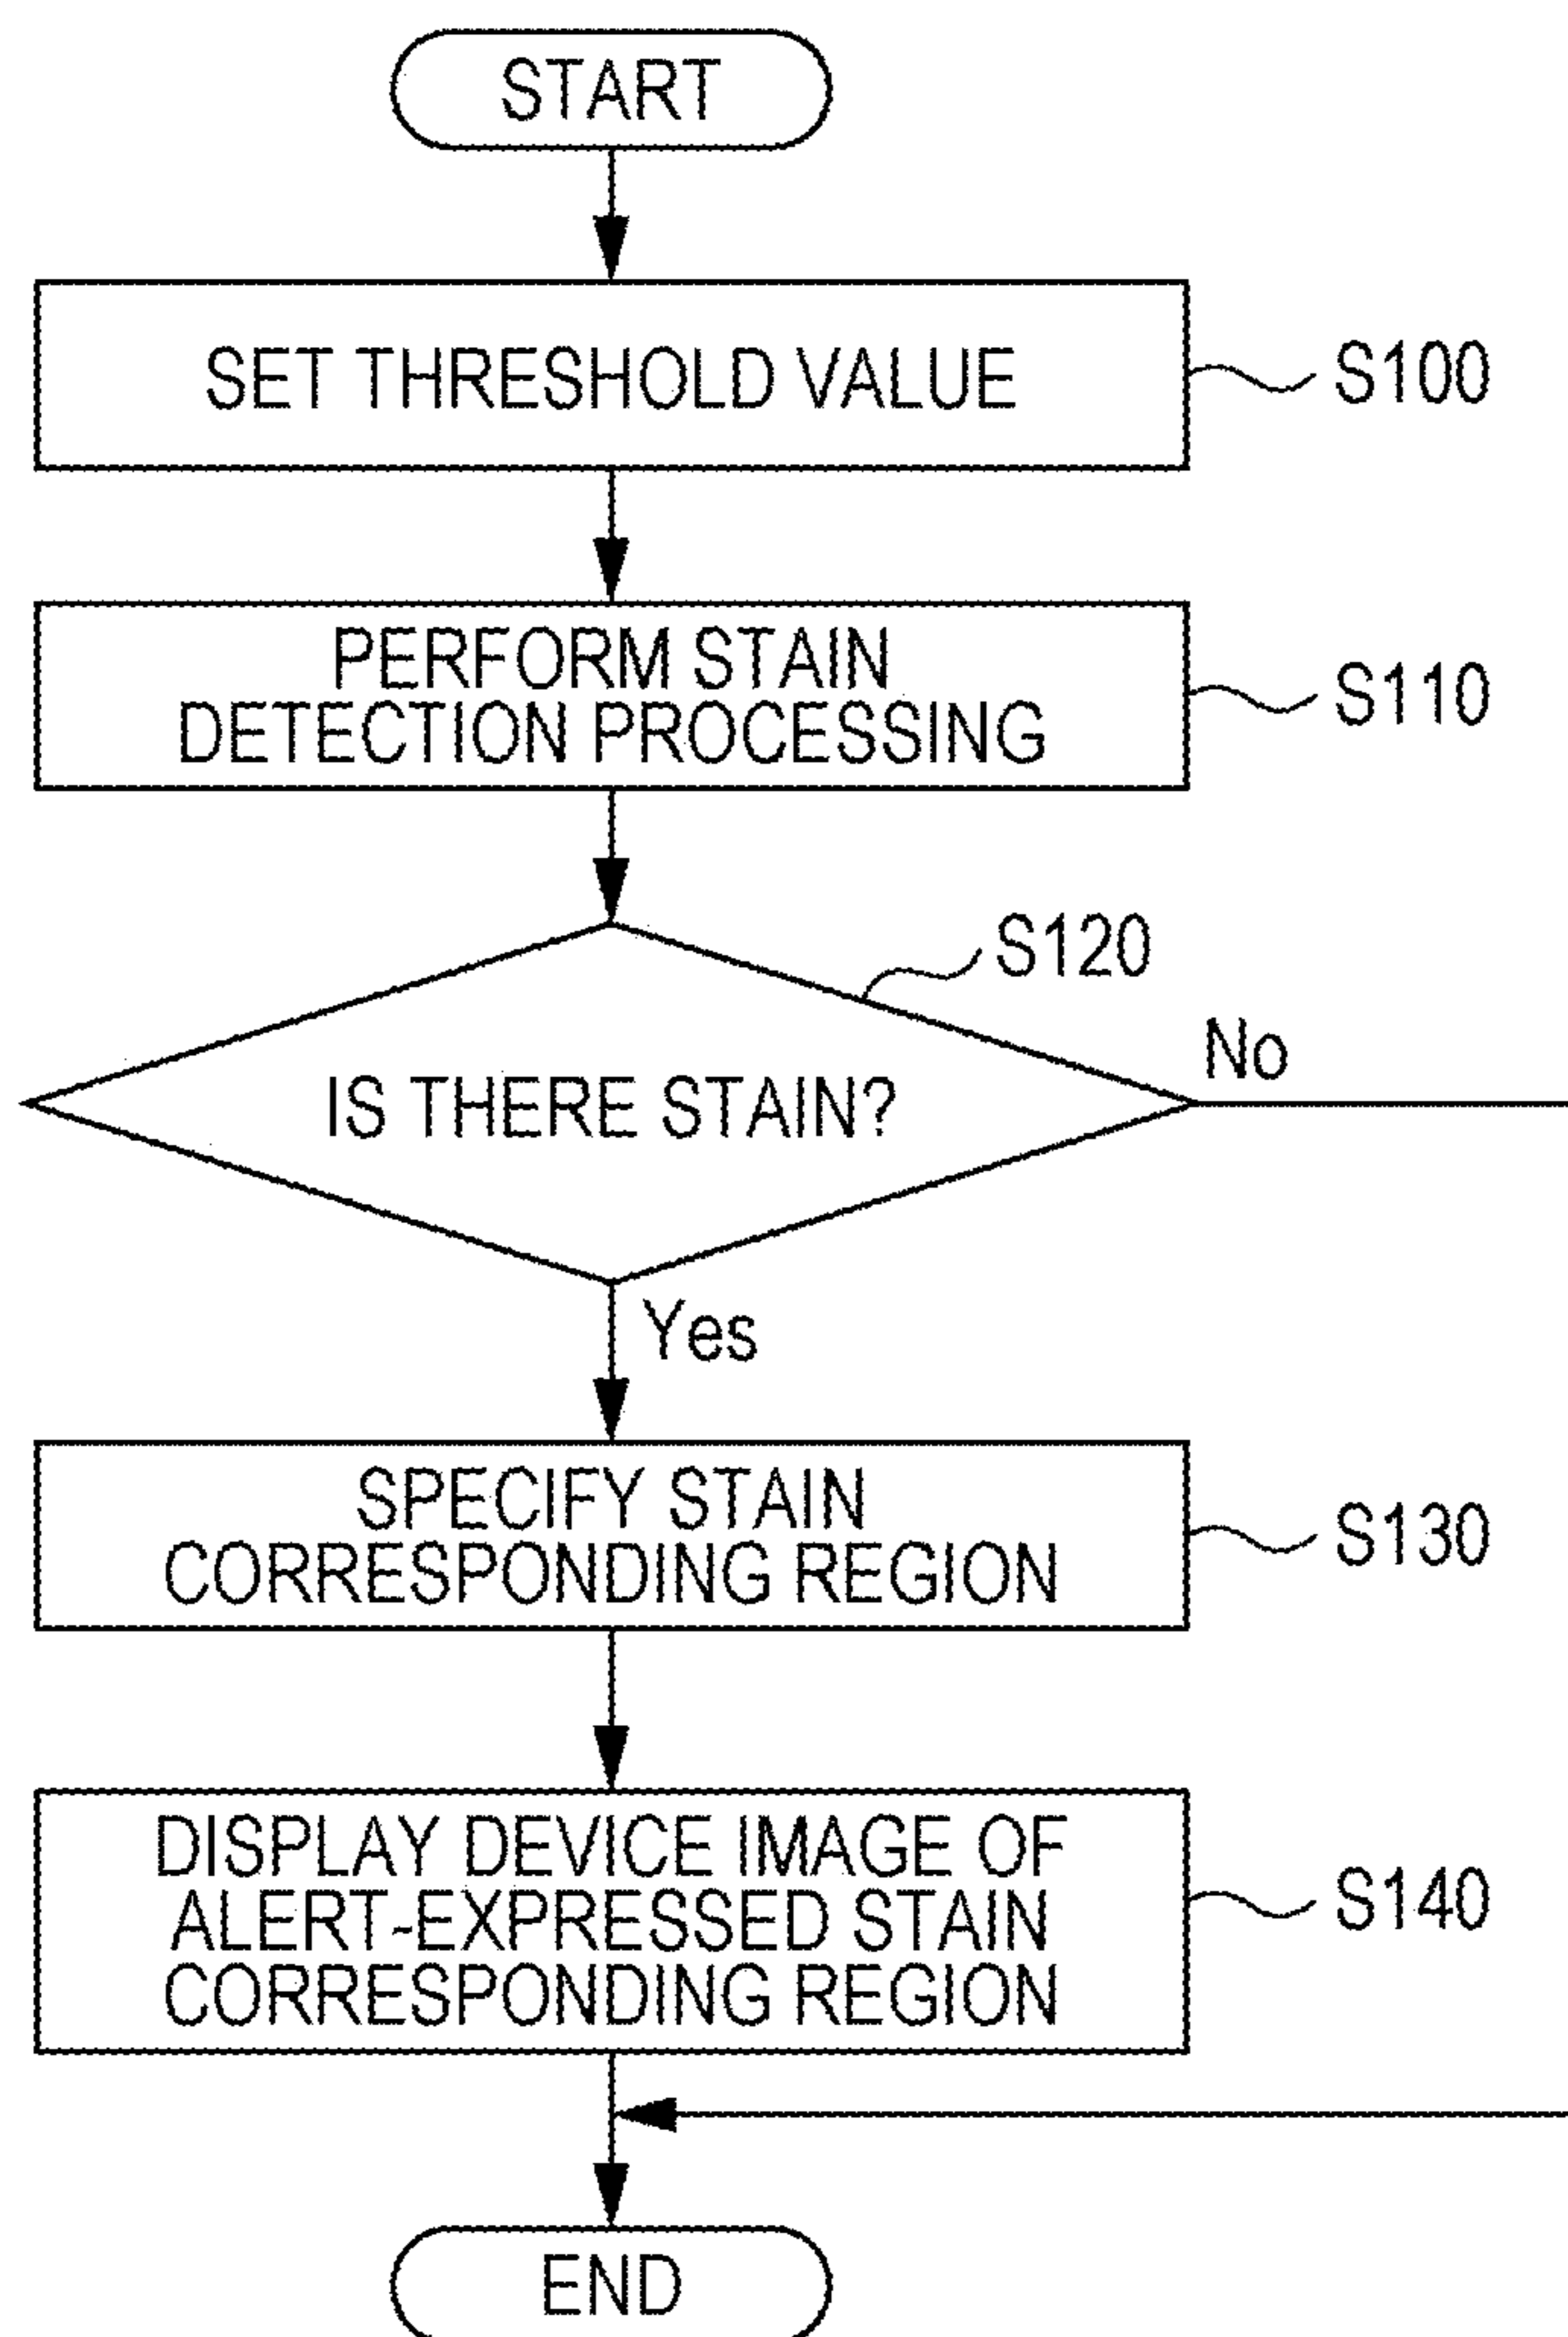 START
SET THRESHOLD VALUE
S100
PERFORM STAIN
DETECTION PROCESSING
S110
S120
IS THERE STAIN?
No
Yes
SPECIFY STAIN
CORRESPONDING REGION
S130
DISPLAY DEVICE IMAGE OF
ALERT-EXPRESSED STAIN
CORRESPONDING REGION
S140
END